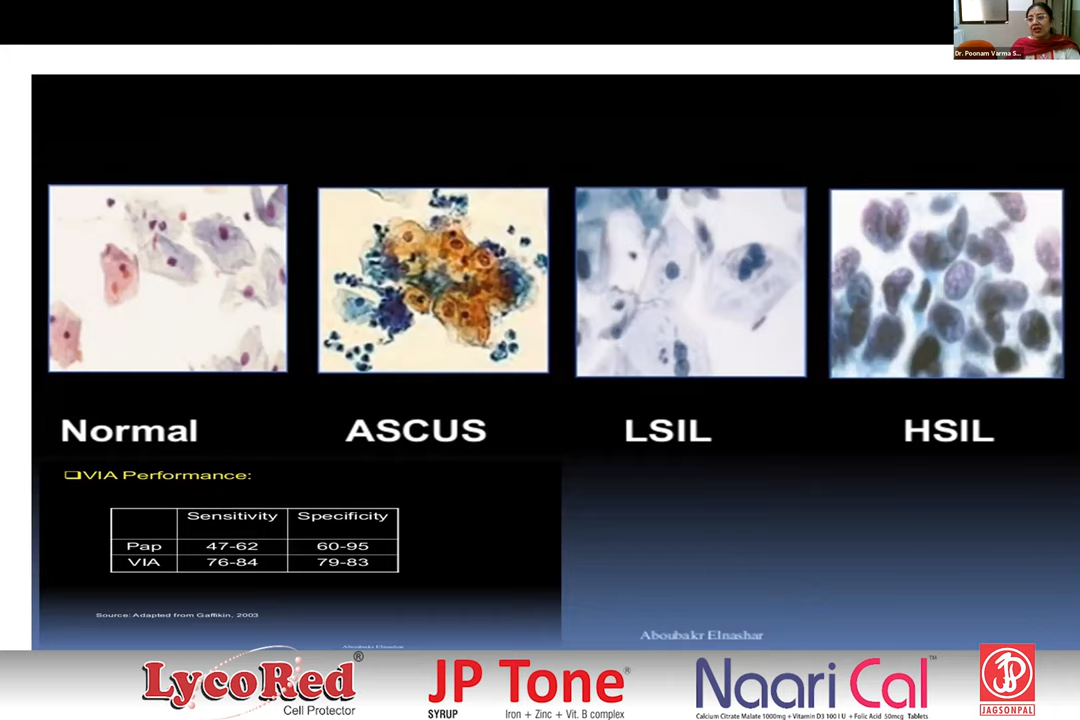 Dr. Poonam Varma S...
Normal
ASCUS
LSIL
HSIL
❑VIA Performance:
Sensitivity Specificity
Pap 47-62 60-95
VIA 76-84 79-83
Source: Adapted from Gaffikin, 2003
Aboubakr Elnashar
Aboubakr Elnashar
LycoRed®
Cell Protector
JP Tone®
SYRUP Iron + Zinc + Vit. B complex
Naari Cal™
Calcium Citrate Malate 1000mg + Vitamin D3 100 I U + Folic Acid 50mcg Tablets
JP
JAGSONPAL